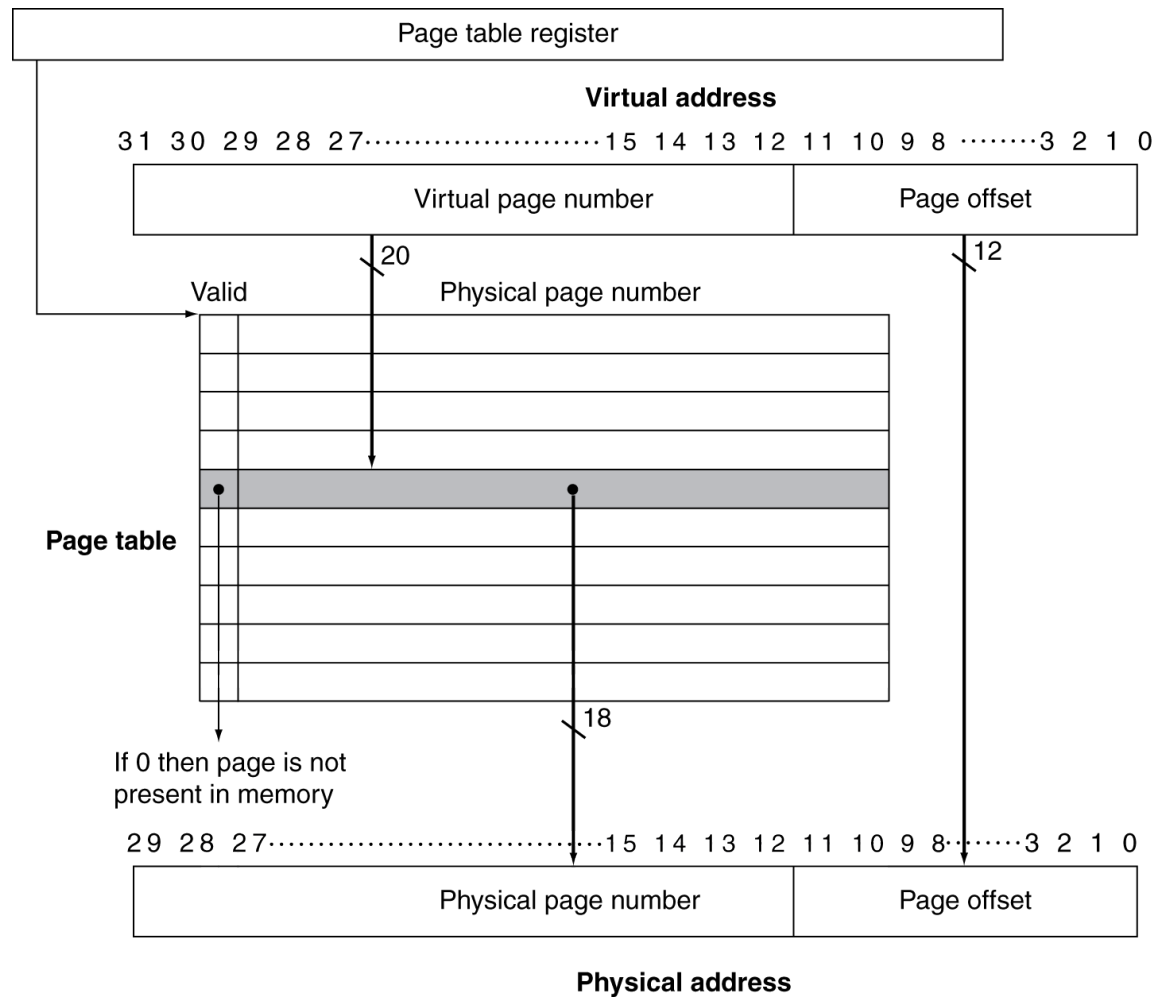 Page table register
Virtual address
31 30 29 28 27·······················15 14 13 12 11 10 9 8 ········3 2 1 0
Virtual page number Page offset
20 12
Valid Physical page number
Page table
18
If 0 then page is not
present in memory
29 28 27································15 14 13 12 11 10 9 8········3 2 1 0
Physical page number Page offset
Physical address